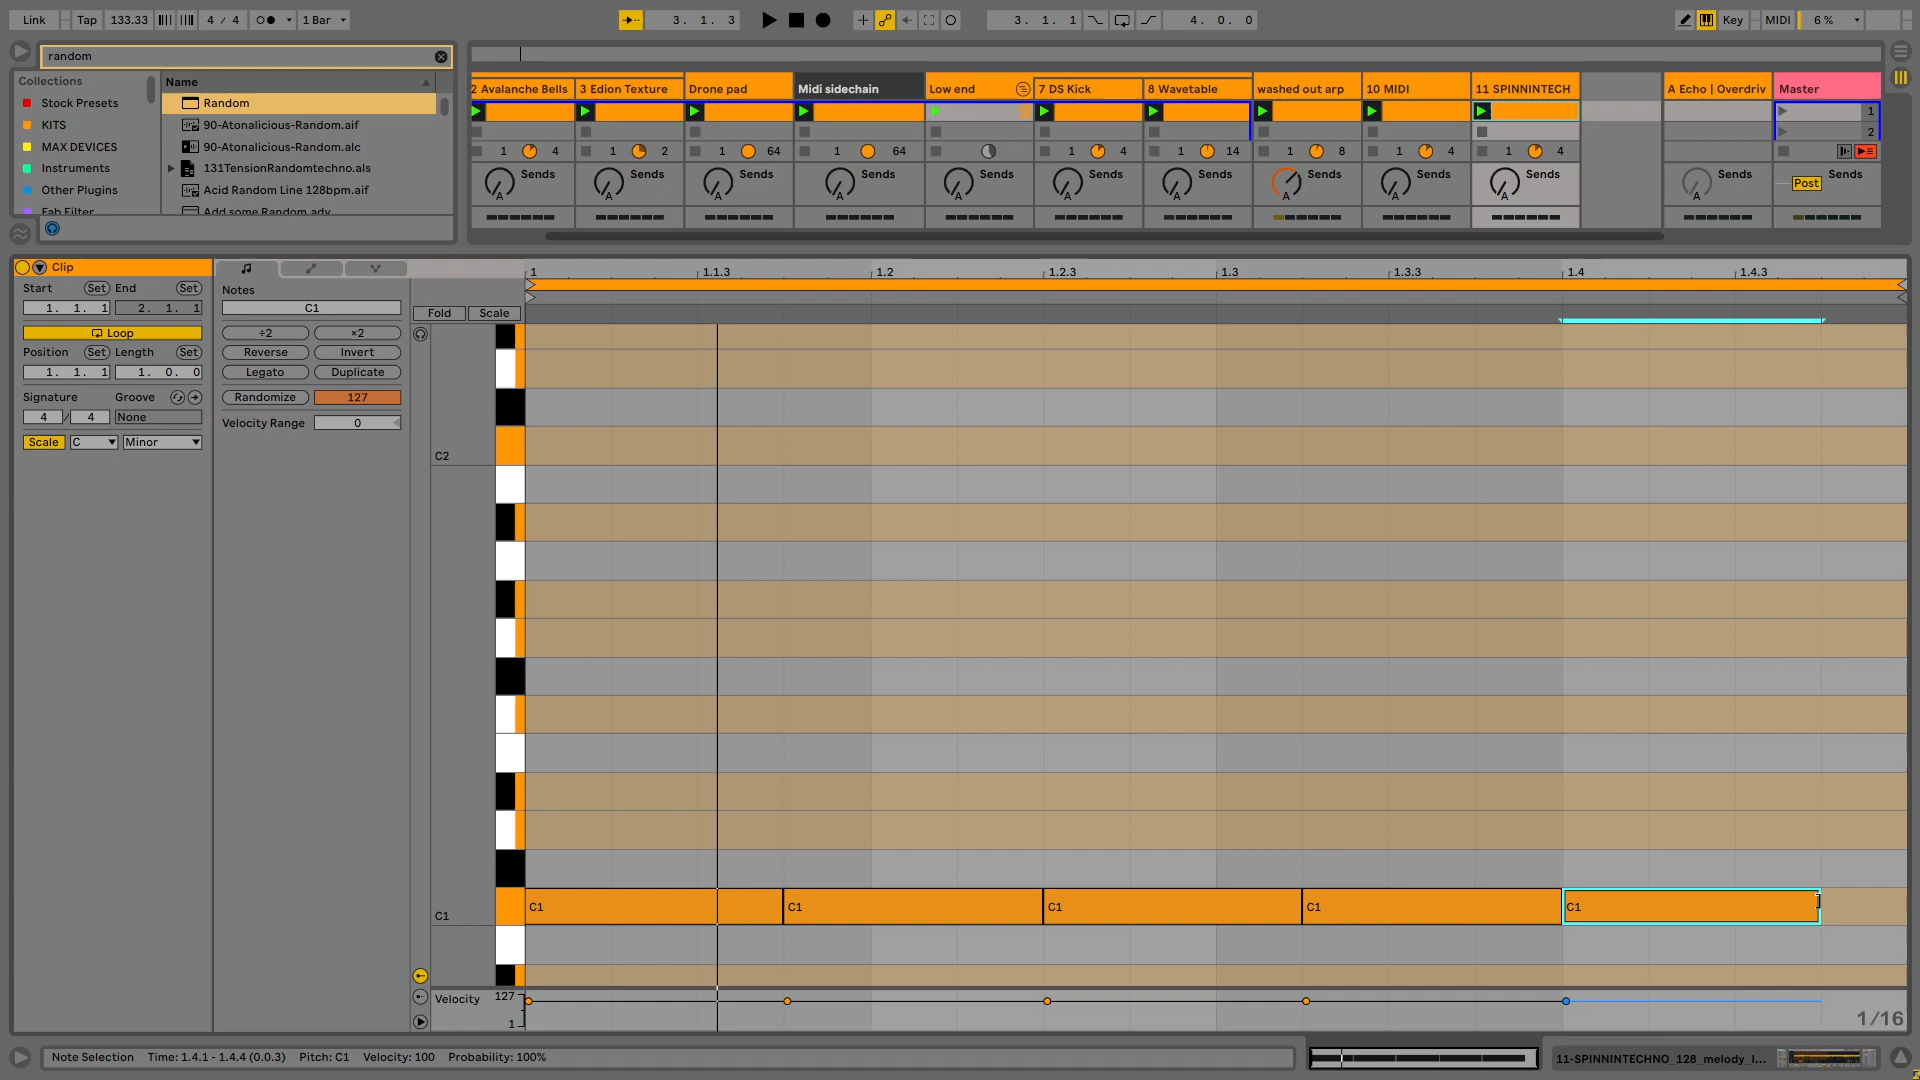 Link Tap 133.33 4 / 4 1 Bar 3. 1. 3 3. 1. 1 4. 0. 0 Key MIDI 6 %
random
Collections Name
Stock Presets
KITS
MAX DEVICES
Instruments
Other Plugins
Fab Filter
Random
90-Atonalicious-Random.aif
90-Atonalicious-Random.alc
131TensionRandomtechno.als
Acid Random Line 128bpm.aif
Add some Random.adv
2 Avalanche Bells 3 Edion Texture Drone pad Midi sidechain Low end 7 DS Kick 8 Wavetable washed out arp 10 MIDI 11 SPINNINTECH A Echo | Overdriv Master
1
2
1 4 1 2 1 64 1 64 1 4 1 14 1 8 1 4 1 4
Sends Sends Sends Sends Sends Sends Sends Sends Sends Sends Sends Sends
Post
A A A A A A A A A A A
Clip
Start Set End Set
1. 1. 1 2. 1. 1
Loop
Position Set Length Set
1. 1. 1 1. 0. 0
Signature Groove
4 / 4 None
Scale C Minor
Notes
C1
÷2 ×2
Reverse Invert
Legato Duplicate
Randomize 127
Velocity Range 0
Fold Scale
1 1.1.3 1.2 1.2.3 1.3 1.3.3 1.4 1.4.3
C2
C1
C1 C1 C1 C1 C1
Velocity 127
1
1/16
Note Selection Time: 1.4.1 - 1.4.4 (0.0.3) Pitch: C1 Velocity: 100 Probability: 100%
11-SPINNINTECHNO_128_melody_l...